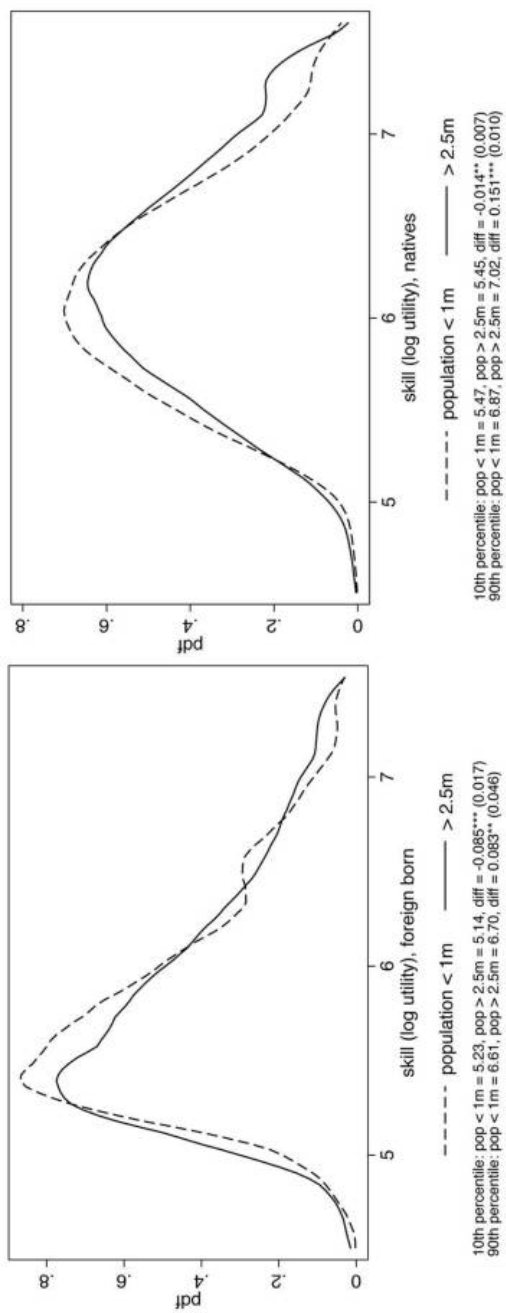 pdf
0 .2 .4 .6 .8
5 6 7
skill (log utility), foreign born
population < 1m > 2.5m
10th percentile: pop < 1m = 5.23, pop > 2.5m = 5.14, diff = -0.085*** (0.017)
90th percentile: pop < 1m = 6.61, pop > 2.5m = 6.70, diff = 0.083** (0.046)
pdf
0 .2 .4 .6 .8
5 6 7
skill (log utility), natives
population < 1m > 2.5m
10th percentile: pop < 1m = 5.47, pop > 2.5m = 5.45, diff = -0.014** (0.007)
90th percentile: pop < 1m = 6.87, pop > 2.5m = 7.02, diff = 0.151*** (0.010)